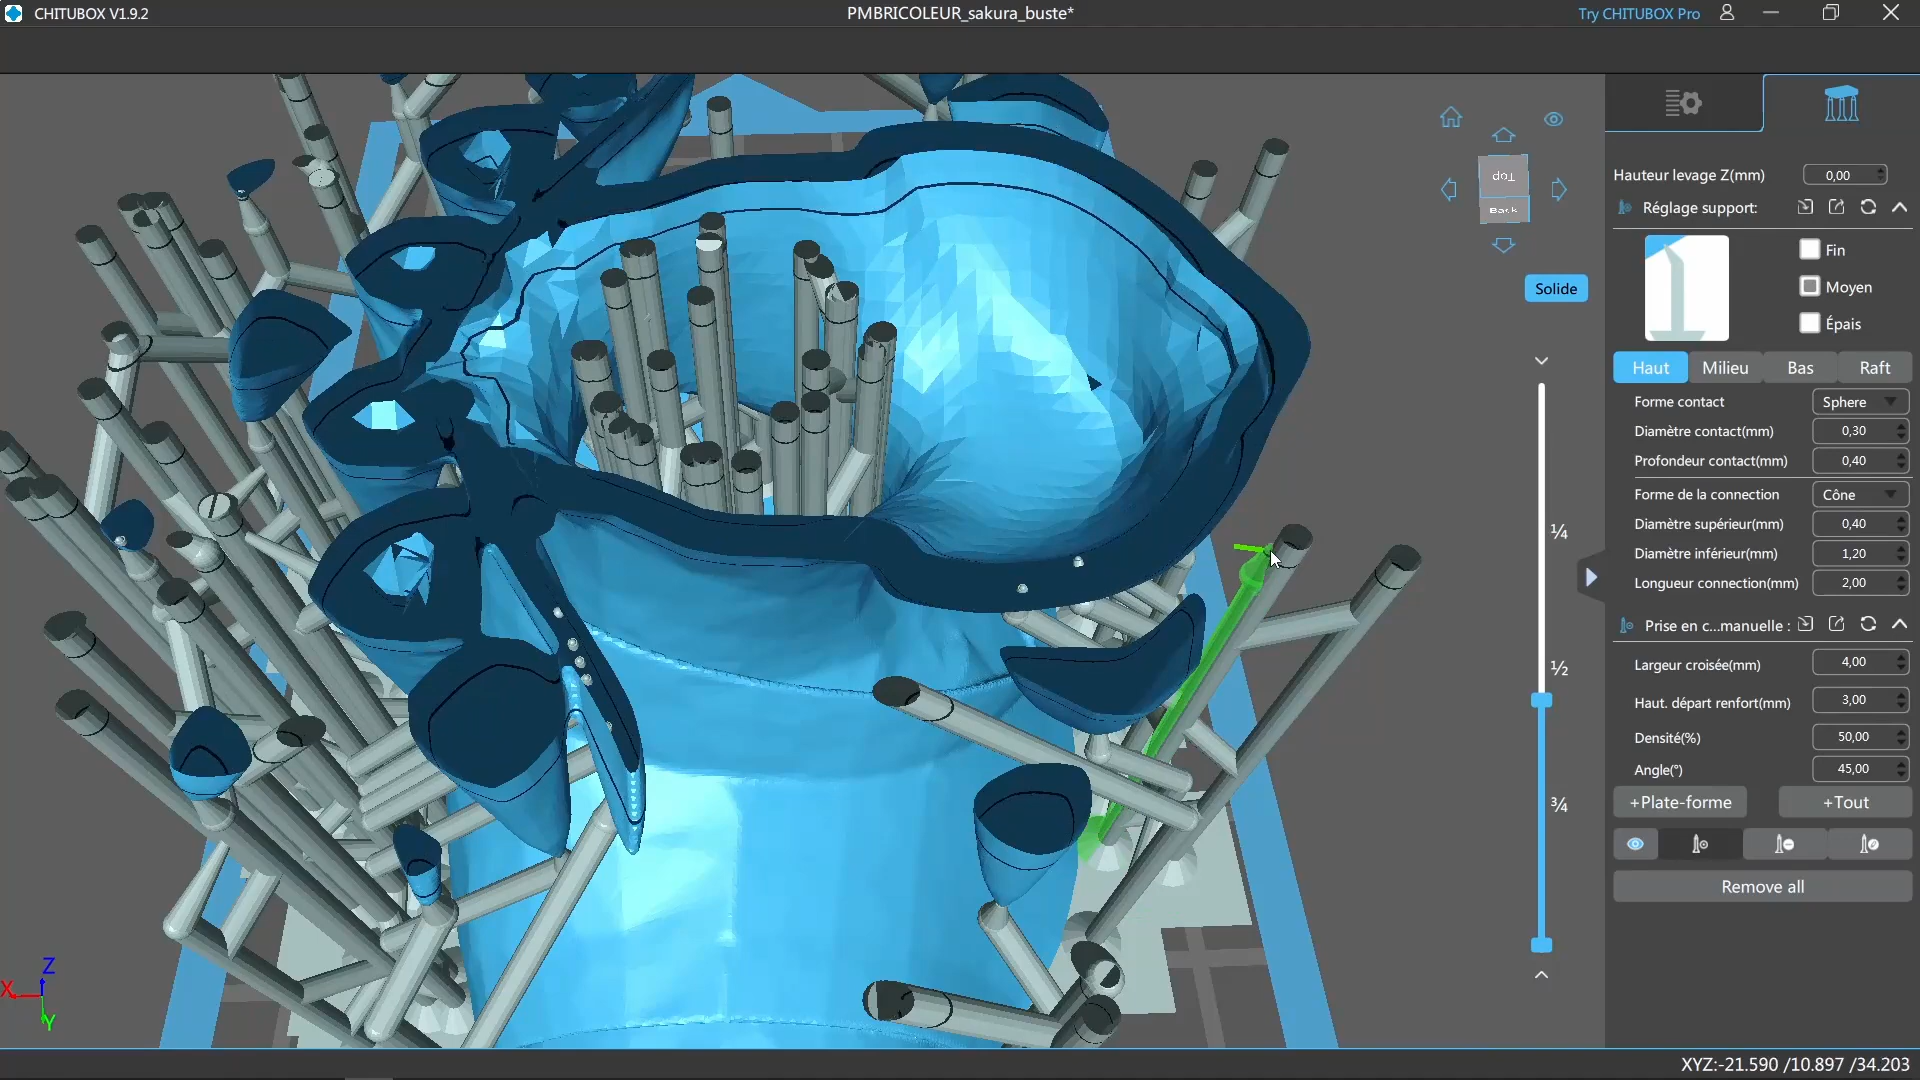 CHITUBOX V1.9.2
PMBRICOLEUR_sakura_buste*
Try CHITUBOX Pro
Top
Back
Solide
¼
½
¾
Hauteur levage Z(mm) 0,00
Réglage support:
Fin
Moyen
Épais
Haut Milieu Bas Raft
Forme contact Sphere
Diamètre contact(mm) 0,30
Profondeur contact(mm) 0,40
Forme de la connection Cône
Diamètre supérieur(mm) 0,40
Diamètre inférieur(mm) 1,20
Longueur connection(mm) 2,00
Prise en c...manuelle :
Largeur croisée(mm) 4,00
Haut. départ renfort(mm) 3,00
Densité(%) 50,00
Angle(°) 45,00
+Plate-forme +Tout
Remove all
Z
X
Y
XYZ:-21.590 /10.897 /34.203